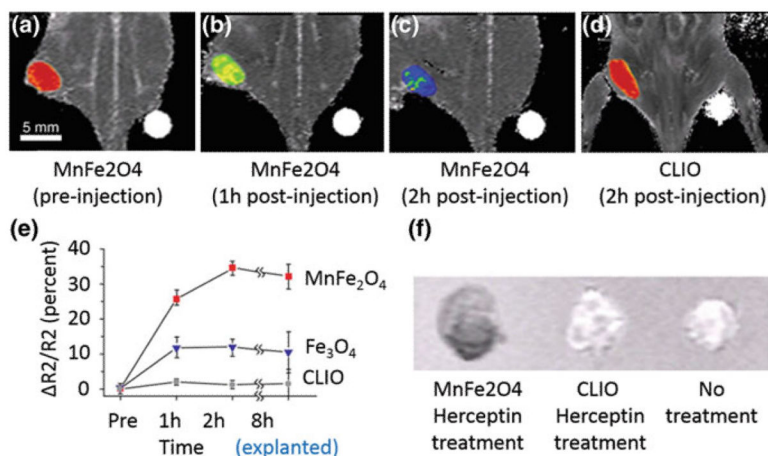 (a)
(b)
(c)
(d)
5 mm
MnFe2O4
(pre-injection)
MnFe2O4
(1h post-injection)
MnFe2O4
(2h post-injection)
CLIO
(2h post-injection)
(e)
ΔR2/R2 (percent)
40
30
20
10
0
MnFe₂O₄
Fe₃O₄
CLIO
Pre 1h 2h 8h
Time (explanted)
(f)
MnFe2O4
Herceptin
treatment
CLIO
Herceptin
treatment
No
treatment